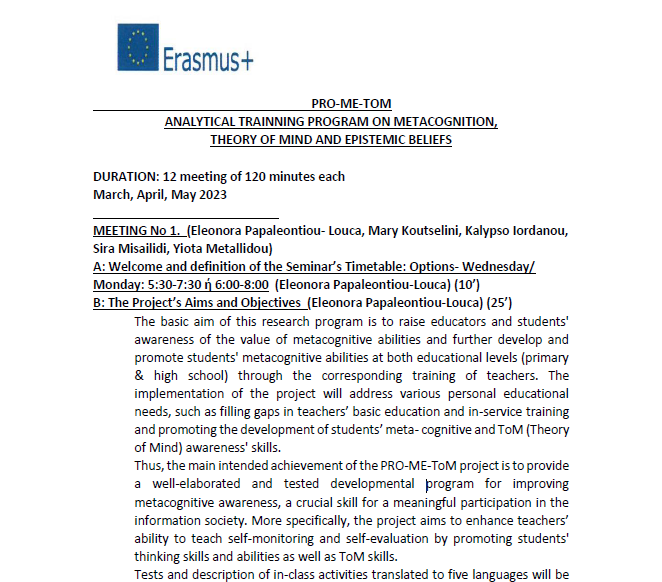 Erasmus+
PRO-ME-TOM
ANALYTICAL TRAINNING PROGRAM ON METACOGNITION,
THEORY OF MIND AND EPISTEMIC BELIEFS
DURATION: 12 meeting of 120 minutes each
March, April, May 2023
MEETING No 1.  (Eleonora Papaleontiou- Louca, Mary Koutselini, Kalypso Iordanou,
Sira Misailidi, Yiota Metallidou)
A: Welcome and definition of the Seminar’s Timetable: Options- Wednesday/
Monday: 5:30-7:30 ή 6:00-8:00  (Eleonora Papaleontiou-Louca) (10’)
B: The Project’s Aims and Objectives  (Eleonora Papaleontiou-Louca) (25’)
The basic aim of this research program is to raise educators and students'
awareness of the value of metacognitive abilities and further develop and
promote students' metacognitive abilities at both educational levels (primary
& high school) through the corresponding training of teachers. The
implementation of the project will address various personal educational
needs, such as filling gaps in teachers’ basic education and in-service training
and promoting the development of students’ meta- cognitive and ToM (Theory
of Mind) awareness' skills.
Thus, the main intended achievement of the PRO-ME-ToM project is to provide
a well-elaborated and tested developmental program for improving
metacognitive awareness, a crucial skill for a meaningful participation in the
information society. More specifically, the project aims to enhance teachers’
ability to teach self-monitoring and self-evaluation by promoting students'
thinking skills and abilities as well as ToM skills.
Tests and description of in-class activities translated to five languages will be